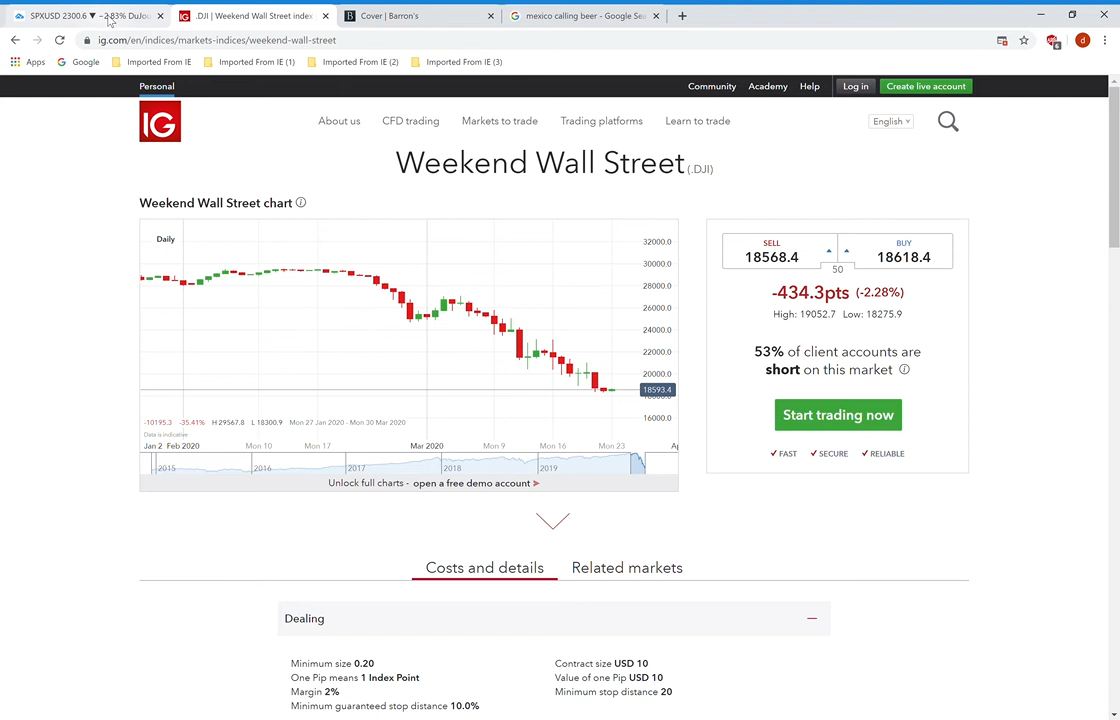 SPXUSD 2300.6 ▼ −2.83% DuJou
.DJI | Weekend Wall Street index
Cover | Barron's
mexico calling beer - Google Sea
ig.com/en/indices/markets-indices/weekend-wall-street
6
d
Apps
Google
Imported From IE
Imported From IE (1)
Imported From IE (2)
Imported From IE (3)
Personal
Community
Academy
Help
Log in
Create live account
IG
About us
CFD trading
Markets to trade
Trading platforms
Learn to trade
English
Weekend Wall Street (.DJI)
Weekend Wall Street chart
Daily
32000.0
30000.0
28000.0
26000.0
24000.0
22000.0
20000.0
18593.4
16000.0
-10195.3 -35.41% H 29567.8 L 18300.9 Mon 27 Jan 2020 - Mon 30 Mar 2020
Data is indicative
Jan 2 Feb 2020 Mon 10 Mon 17 Mar 2020 Mon 9 Mon 16 Mon 23 Ap
2015 2016 2017 2018 2019
Unlock full charts - open a free demo account
SELL
18568.4
BUY
18618.4
50
-434.3pts (-2.28%)
High: 19052.7 Low: 18275.9
53% of client accounts are
short on this market
Start trading now
FAST SECURE RELIABLE
Costs and details
Related markets
Dealing
Minimum size 0.20
One Pip means 1 Index Point
Margin 2%
Minimum guaranteed stop distance 10.0%
Contract size USD 10
Value of one Pip USD 10
Minimum stop distance 20